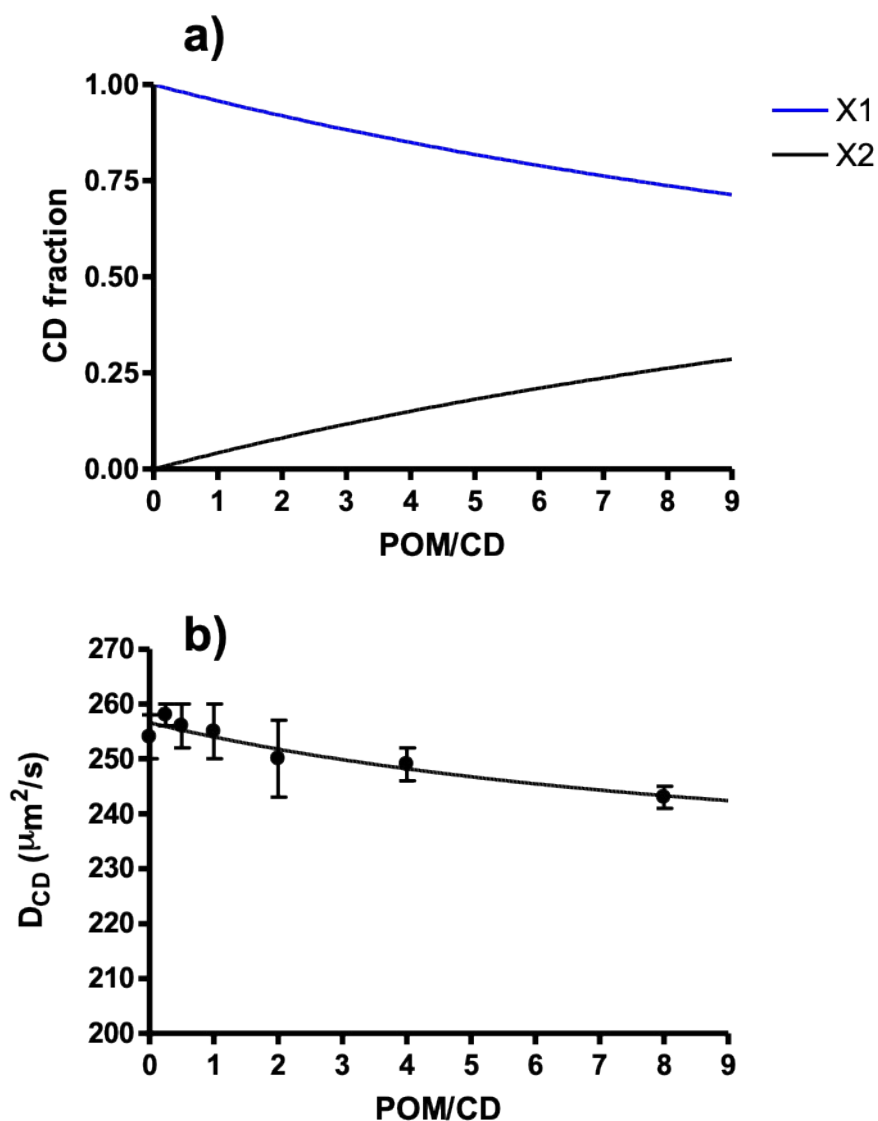 a)
1.00
0.75
0.50
0.25
0.00
CD fraction
0 1 2 3 4 5 6 7 8 9
POM/CD
X1
X2
b)
270
260
250
240
230
220
210
200
D_CD (μm²/s)
0 1 2 3 4 5 6 7 8 9
POM/CD